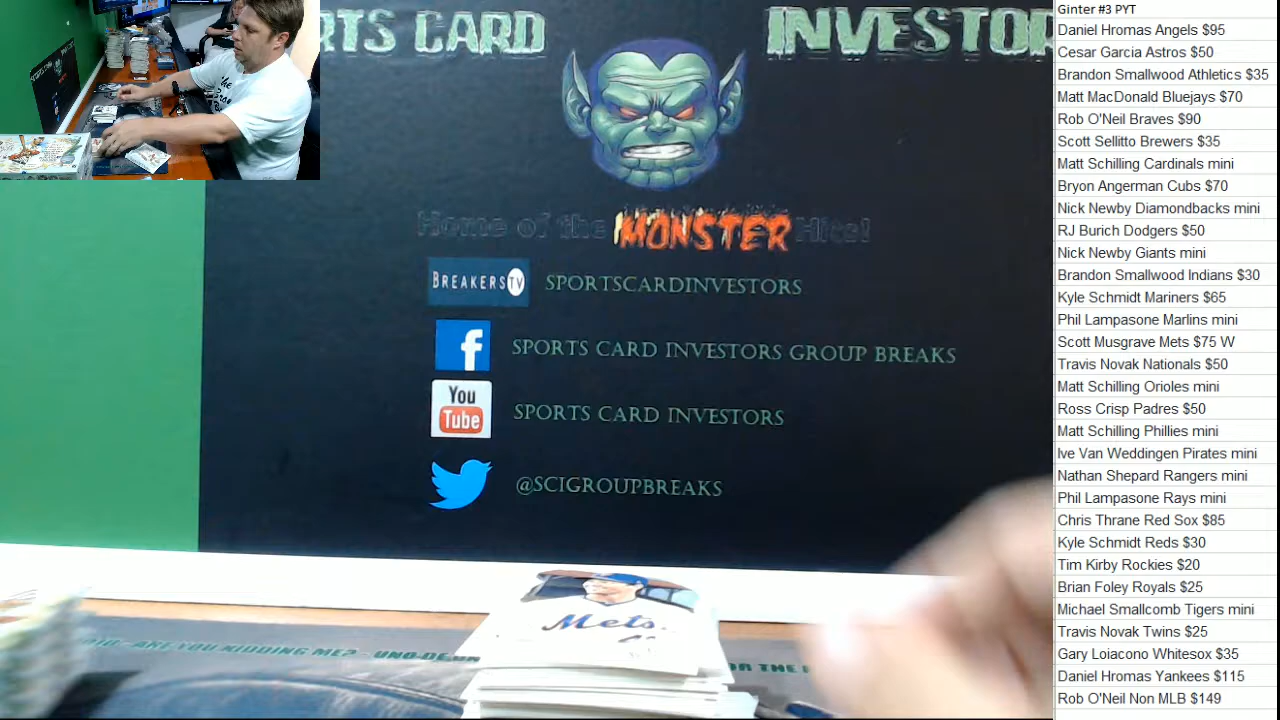 RTS CARD
INVESTOR
Home of the MONSTER Hits!
BREAKERSTV SPORTSCARDINVESTORS
f SPORTS CARD INVESTORS GROUP BREAKS
You Tube SPORTS CARD INVESTORS
@SCIGROUPBREAKS
Mets
ARE YOU KIDDING ME? -
OR THE
Ginter #3 PYT
Daniel Hromas Angels $95
Cesar Garcia Astros $50
Brandon Smallwood Athletics $35
Matt MacDonald Bluejays $70
Rob O'Neil Braves $90
Scott Sellitto Brewers $35
Matt Schilling Cardinals mini
Bryon Angerman Cubs $70
Nick Newby Diamondbacks mini
RJ Burich Dodgers $50
Nick Newby Giants mini
Brandon Smallwood Indians $30
Kyle Schmidt Mariners $65
Phil Lampasone Marlins mini
Scott Musgrave Mets $75 W
Travis Novak Nationals $50
Matt Schilling Orioles mini
Ross Crisp Padres $50
Matt Schilling Phillies mini
Ive Van Weddingen Pirates mini
Nathan Shepard Rangers mini
Phil Lampasone Rays mini
Chris Thrane Red Sox $85
Kyle Schmidt Reds $30
Tim Kirby Rockies $20
Brian Foley Royals $25
Michael Smallcomb Tigers mini
Travis Novak Twins $25
Gary Loiacono Whitesox $35
Daniel Hromas Yankees $115
Rob O'Neil Non MLB $149